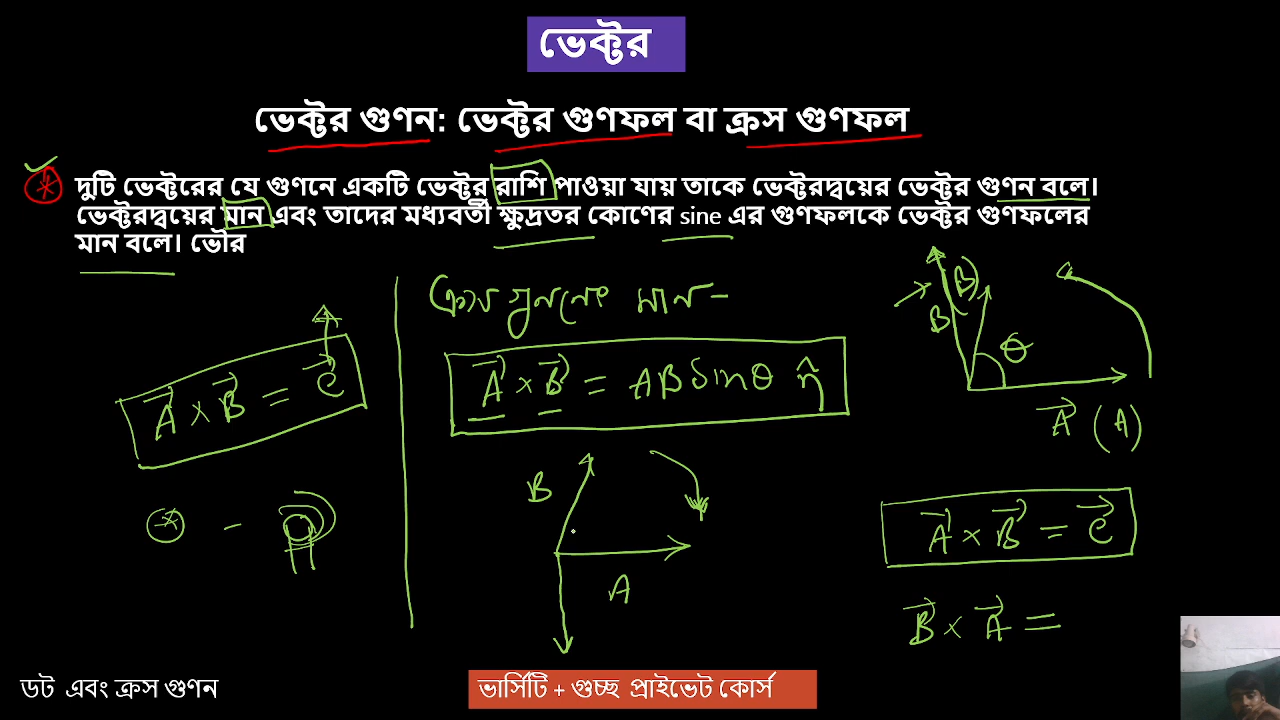 ভেক্টর
ভেক্টর গুণন: ভেক্টর গুণফল বা ক্রস গুণফল
দুটি ভেক্টরের যে গুণনে একটি ভেক্টর রাশি পাওয়া যায় তাকে ভেক্টরদ্বয়ের ভেক্টর গুণন বলে।
ভেক্টরদ্বয়ের মান এবং তাদের মধ্যবর্তী ক্ষুদ্রতর কোণের sine এর গুণফলকে ভেক্টর গুণফলের
মান বলে। ভৌর
ক্রস গুননের মান-
A⃗ × B⃗ = C⃗
A⃗ × B⃗ = AB Sinθ n̂
B
B
θ
A⃗ (A)
B
A
A⃗ × B⃗ = C⃗
B⃗ × A⃗ =
ডট এবং ক্রস গুণন
ভার্সিটি + গুচ্ছ প্রাইভেট কোর্স